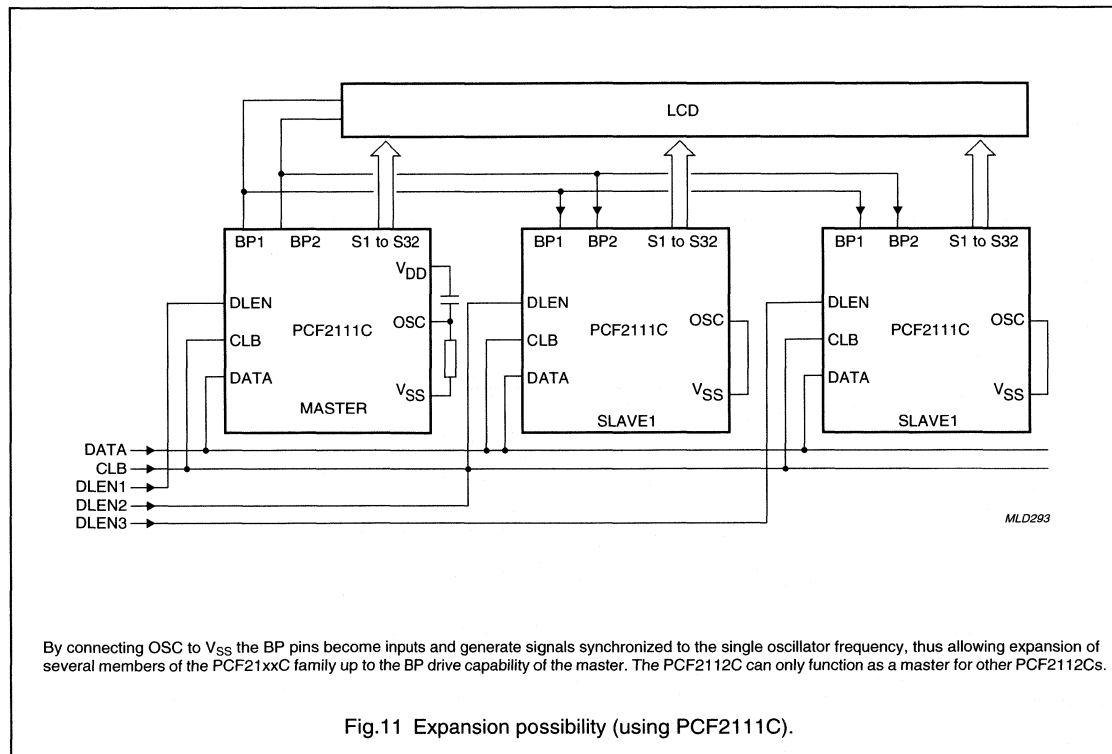 LCD
BP1 BP2 S1 to S32
BP1 BP2 S1 to S32
BP1 BP2 S1 to S32
VDD
DLEN
OSC
PCF2111C
CLB
DATA
VSS
MASTER
DLEN
OSC
PCF2111C
CLB
DATA
VSS
SLAVE1
DLEN
OSC
PCF2111C
CLB
DATA
VSS
SLAVE1
DATA
CLB
DLEN1
DLEN2
DLEN3
MLD293
By connecting OSC to VSS the BP pins become inputs and generate signals synchronized to the single oscillator frequency, thus allowing expansion of
several members of the PCF21xxC family up to the BP drive capability of the master. The PCF2112C can only function as a master for other PCF2112Cs.
Fig.11 Expansion possibility (using PCF2111C).